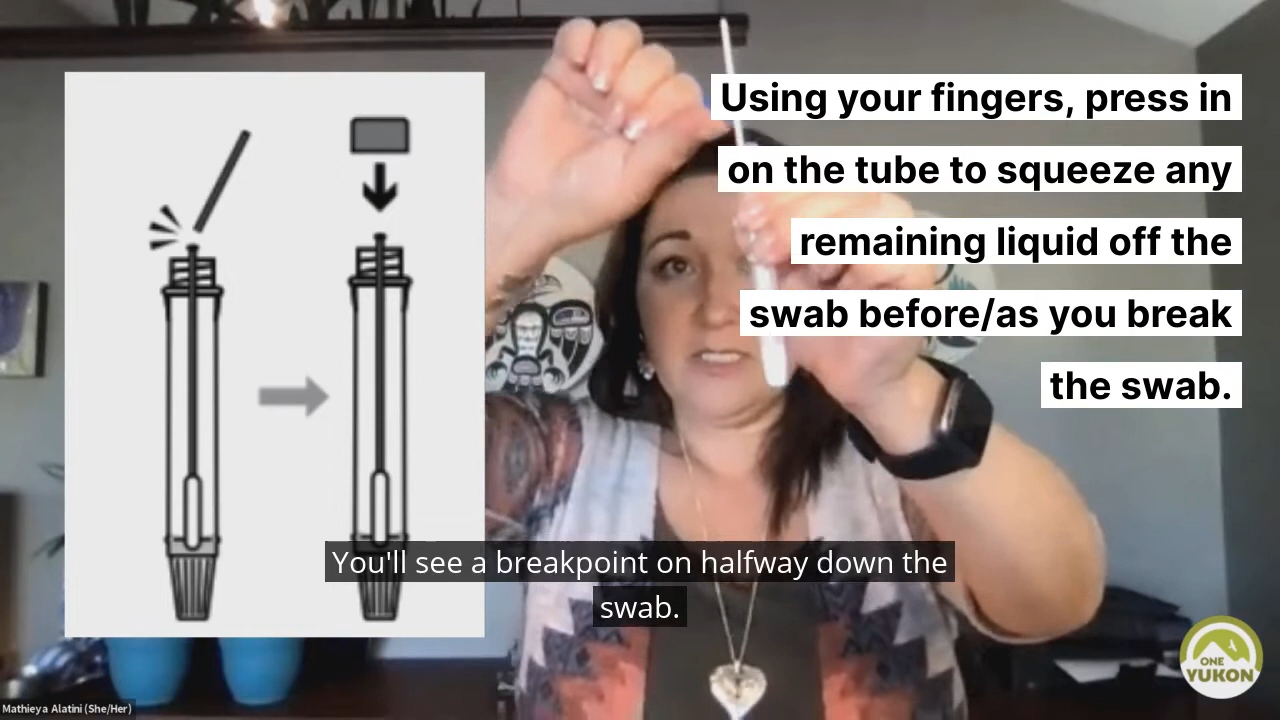 Using your fingers, press in
on the tube to squeeze any
remaining liquid off the
swab before/as you break
the swab.
You'll see a breakpoint on halfway down the
swab.
ONE
YUKON
Mathieya Alatini (She/Her)